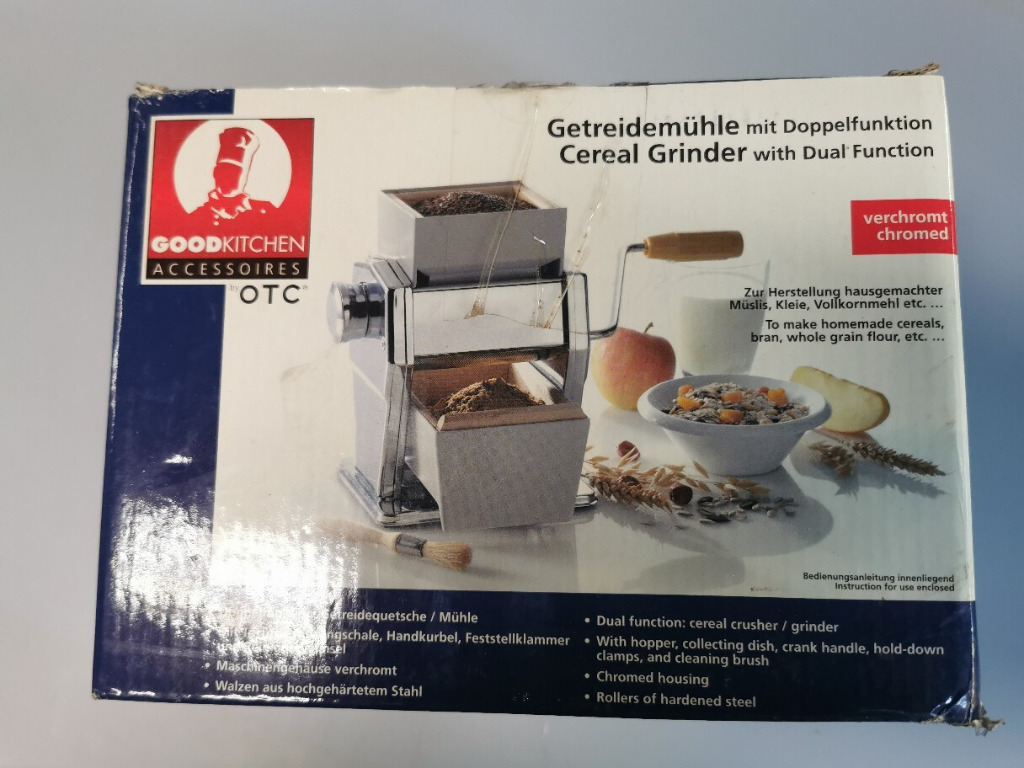 GOODKITCHEN
ACCESSOIRES
by OTC®
Getreidemühle mit Doppelfunktion
Cereal Grinder with Dual Function
verchromt
chromed
Zur Herstellung hausgemachter
Müslis, Kleie, Vollkornmehl etc. ...
To make homemade cereals,
bran, whole grain flour, etc. ...
Bedienungsanleitung innenliegend
Instruction for use enclosed
/ Mühle
Handkurbel, Feststellklammer
• Maschinengehäuse verchromt
• Walzen aus hochgehärtetem Stahl
• Dual function: cereal crusher / grinder
• With hopper, collecting dish, crank handle, hold-down
clamps, and cleaning brush
• Chromed housing
• Rollers of hardened steel